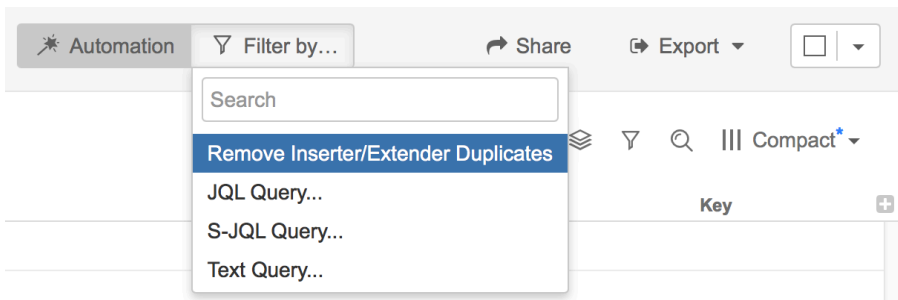 Automation Filter by… Share Export
Search
Remove Inserter/Extender Duplicates
Compact*
JQL Query...
Key
S-JQL Query...
Text Query...